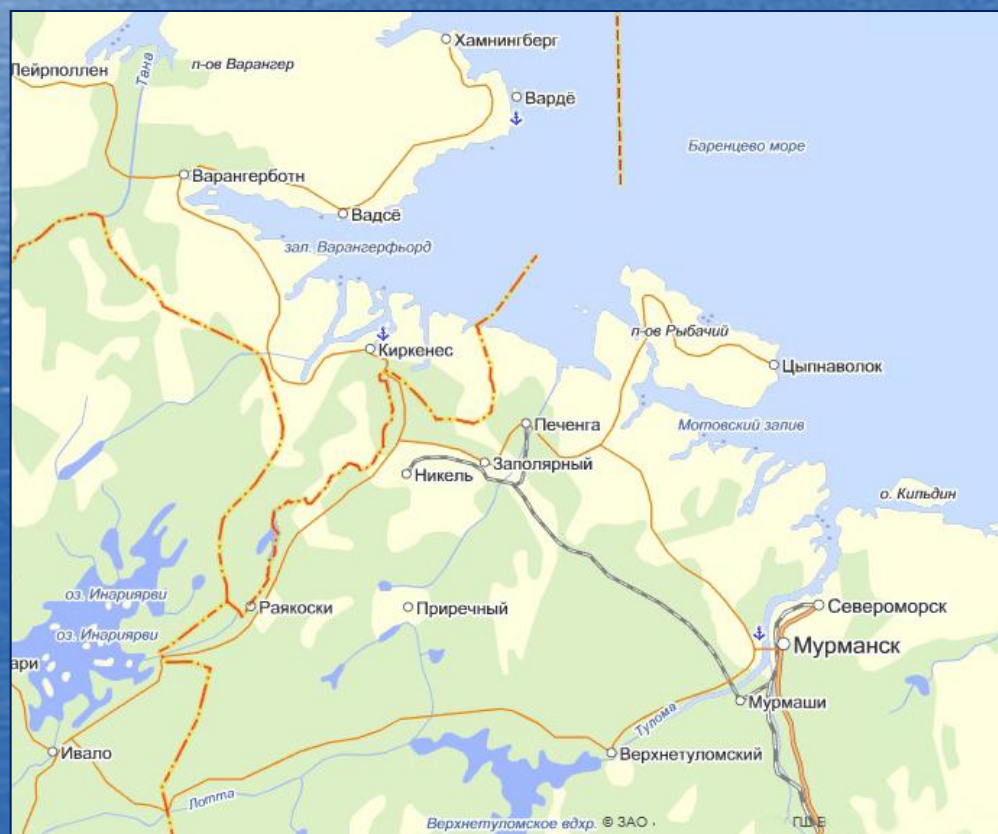 Хамнингберг
п-ов Варангер
Лейрполлен
Тана
Вардё
Баренцево море
Варангерботн
Вадсё
зал. Варангерфьорд
п-ов Рыбачий
Киркенес
Цыпнаволок
Печенга
Мотовский залив
Заполярный
Никель
о. Кильдин
оз. Инариярви
Раякоски
Приречный
Североморск
оз. Инариярви
Мурманск
ари
Мурмаши
Тулома
Ивало
Верхнетуломский
Лотта
Верхнетуломское вдхр.
© ЗАО